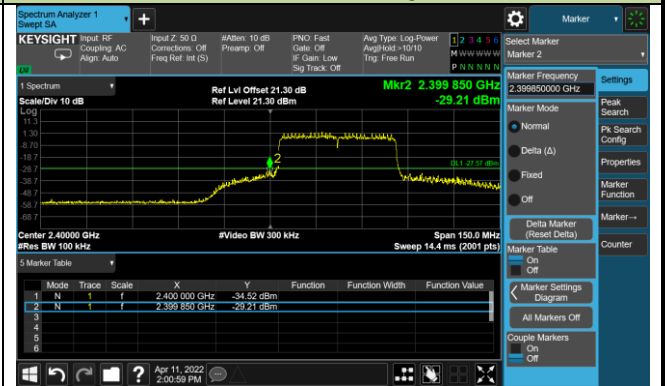 Spectrum Analyzer 1
Swept SA
+
Marker
KEYSIGHT
Input: RF
Coupling: AC
Align: Auto
Input Z: 50 Ω
Corrections: Off
Freq Ref: Int (S)
#Atten: 10 dB
Preamp: Off
PNO: Fast
Gate: Off
IF Gain: Low
Sig Track: Off
Avg Type: Log-Power
Avg|Hold:>10/10
Trig: Free Run
1 2 3 4 5 6
M W W W W W
P N N N N N
Select Marker
Marker 2
1 Spectrum
Scale/Div 10 dB
Ref Lvl Offset 21.30 dB
Ref Level 21.30 dBm
Mkr2 2.399 850 GHz
-29.21 dBm
Log
11.3
1.30
-8.70
-18.7
-28.7
-38.7
-48.7
-58.7
-68.7
2
DL1 -27.57 dBm
Center 2.40000 GHz
#Res BW 100 kHz
#Video BW 300 kHz
Span 150.0 MHz
Sweep 14.4 ms (2001 pts)
5 Marker Table
Mode Trace Scale X Y Function Function Width Function Value
1 N 1 f 2.400 000 GHz -34.52 dBm
2 N 1 f 2.399 850 GHz -29.21 dBm
3
4
5
6
Marker Frequency
2.399850000 GHz
Marker Mode
Normal
Delta (Δ)
Fixed
Off
Delta Marker
(Reset Delta)
Marker Table
On
Off
Marker Settings
Diagram
All Markers Off
Couple Markers
On
Off
Settings
Peak
Search
Pk Search
Config
Properties
Marker
Function
Marker→
Counter
?
Apr 11, 2022
2:00:59 PM